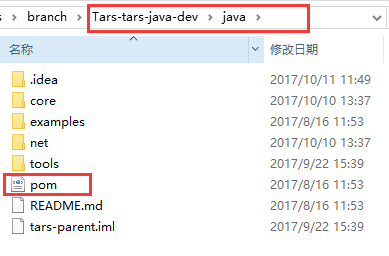 branch > Tars-tars-java-dev > java >
名称 修改日期
.idea 2017/10/11 11:49
core 2017/10/10 13:37
examples 2017/8/16 11:53
net 2017/10/10 13:37
tools 2017/9/22 15:39
pom 2017/8/16 11:53
README.md 2017/8/16 11:53
tars-parent.iml 2017/9/22 15:39